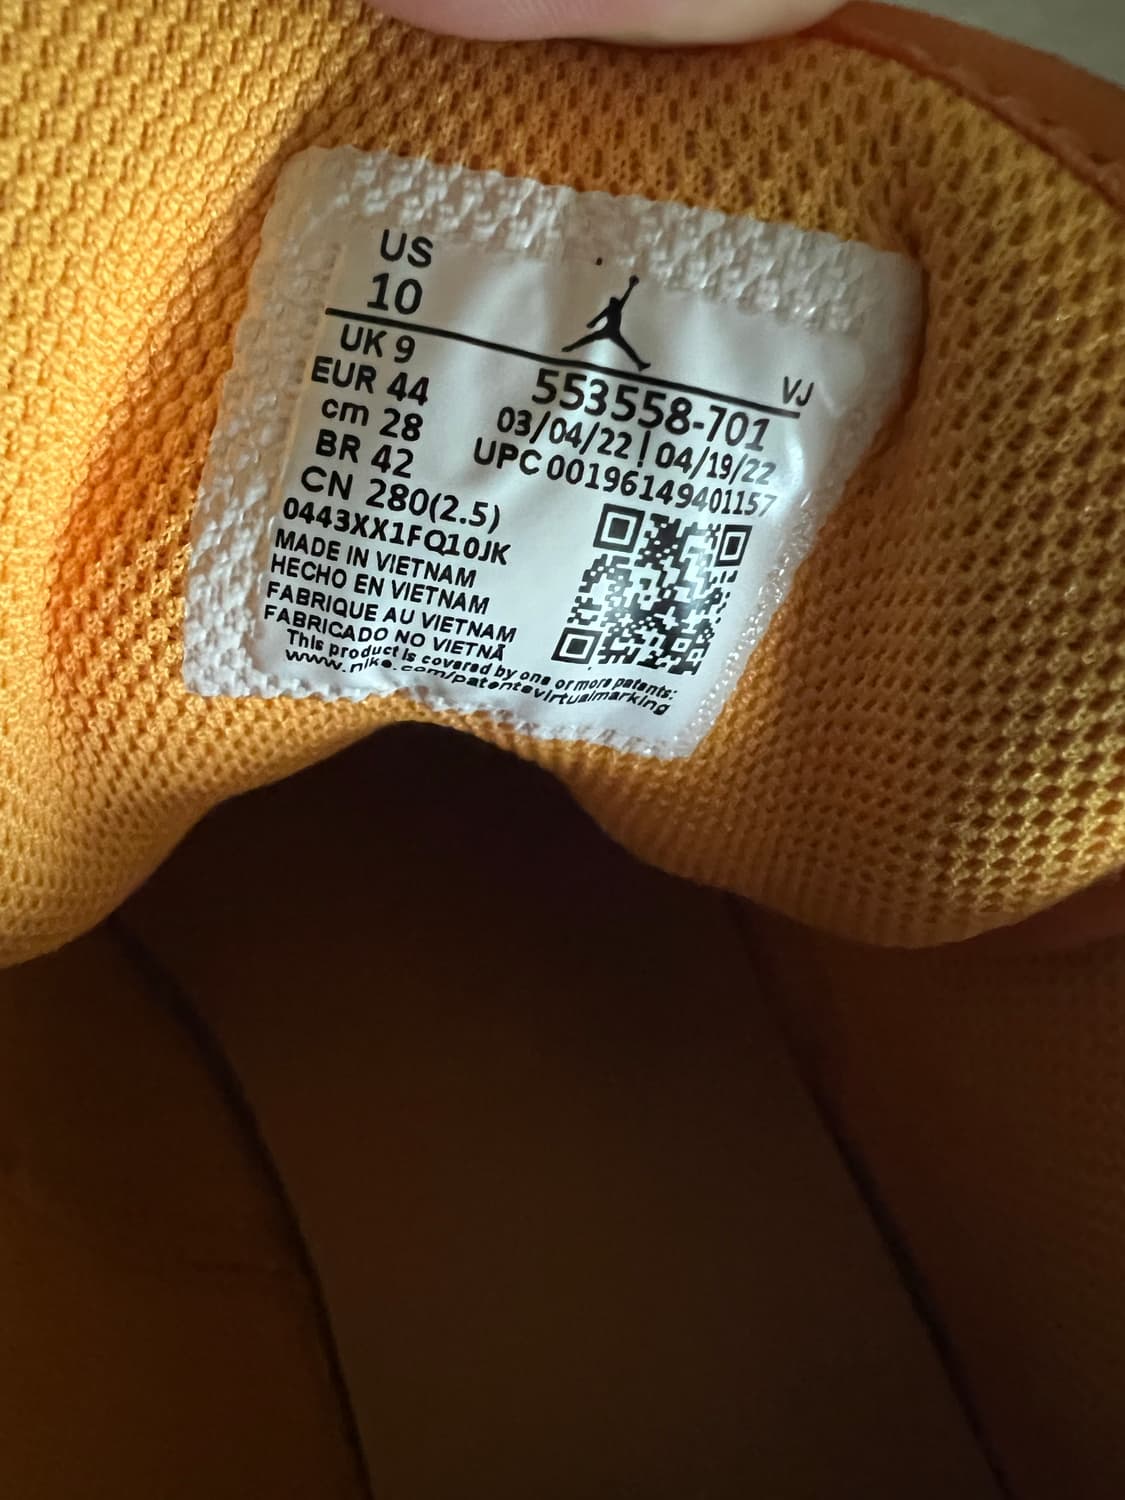 US
10
UK 9
EUR 44
cm 28
BR 42
CN 280(2.5)
0443XX1FQ10JK
MADE IN VIETNAM
HECHO EN VIETNAM
FABRIQUE AU VIETNAM
FABRICADO NO VIETNÃ
This product is covered by one or more patents:
www.nike.com/patentsvirtualmarking
VJ
553558-701
03/04/22 | 04/19/22
UPC 00196149401157